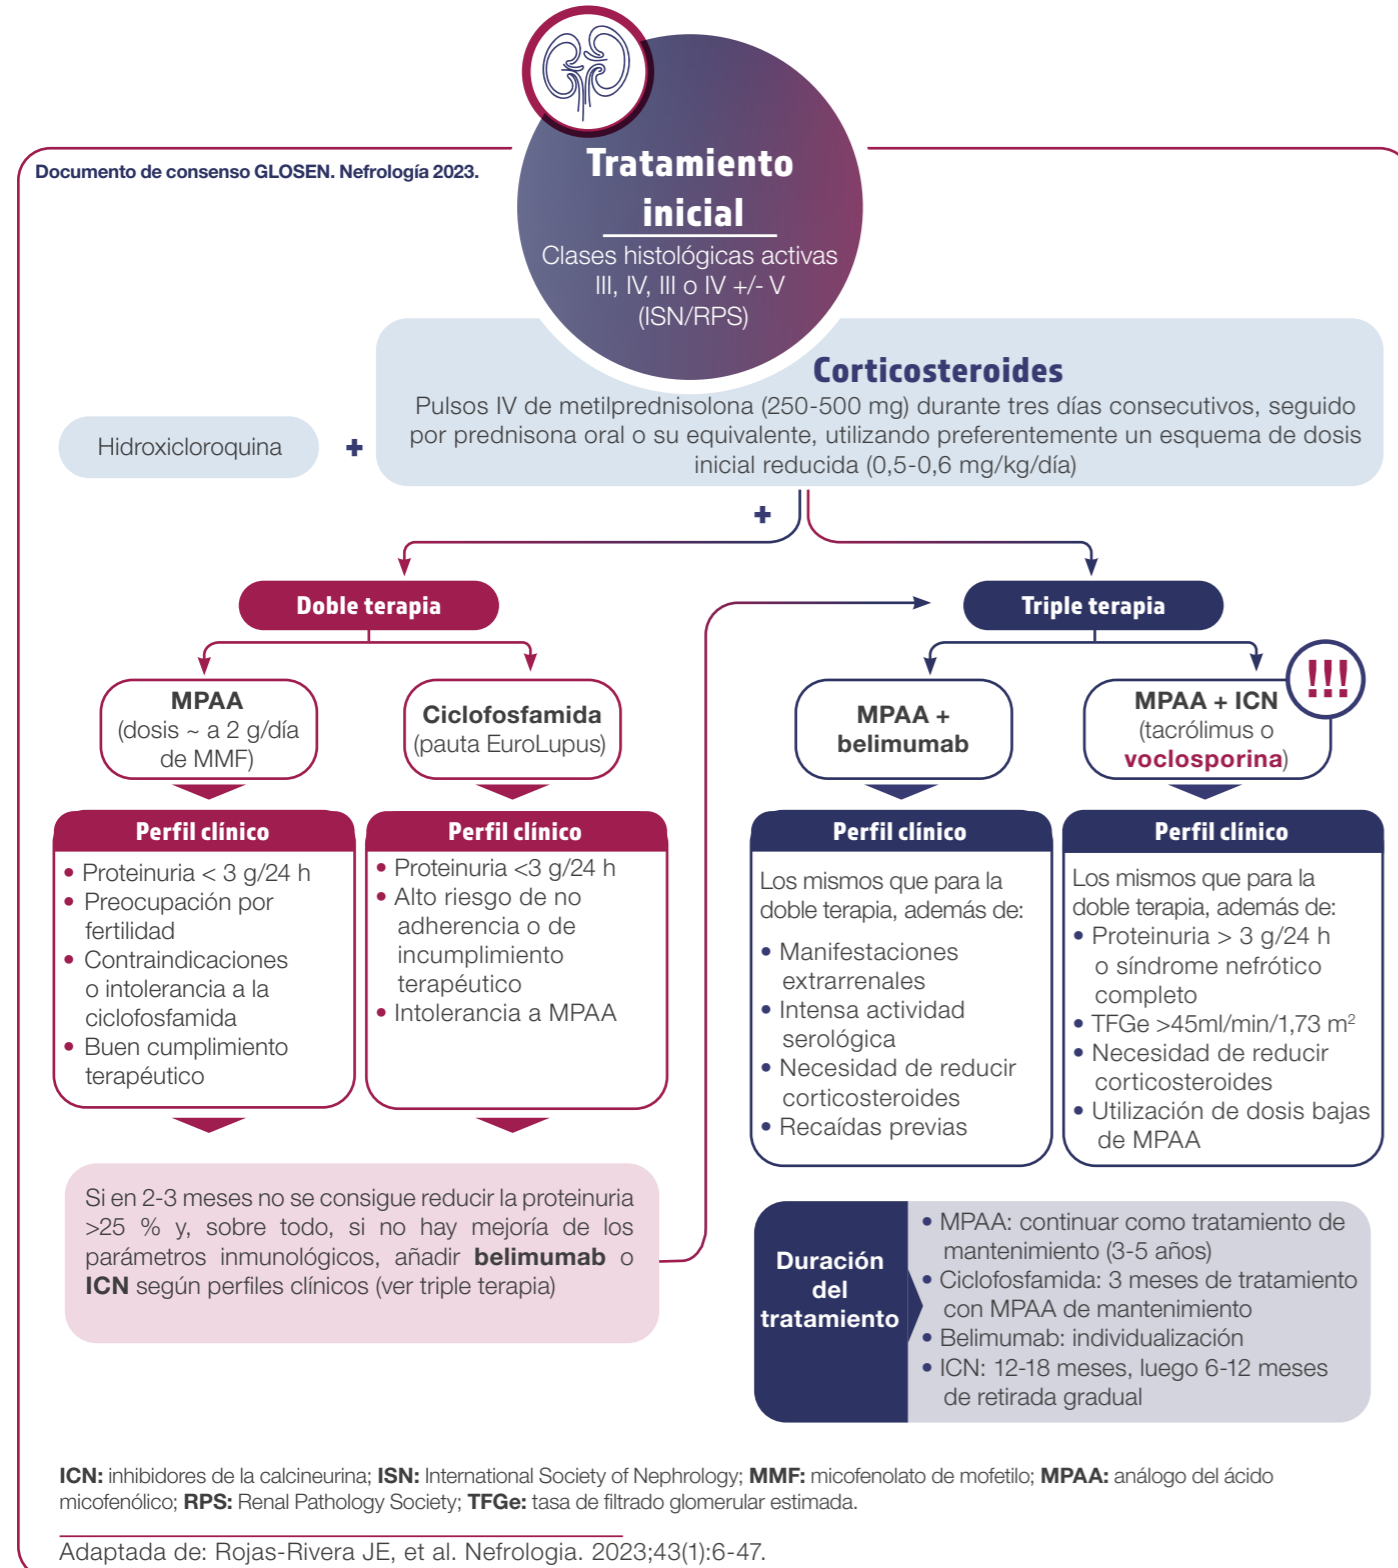 Documento de consenso GLOSEN. Nefrología 2023.
Tratamiento
inicial
Clases histológicas activas
III, IV, III o IV +/- V
(ISN/RPS)
Hidroxicloroquina
+
Corticosteroides
Pulsos IV de metilprednisolona (250-500 mg) durante tres días consecutivos, seguido
por prednisona oral o su equivalente, utilizando preferentemente un esquema de dosis
inicial reducida (0,5-0,6 mg/kg/día)
+
Doble terapia
MPAA
(dosis ~ a 2 g/día
de MMF)
Ciclofosfamida
(pauta EuroLupus)
Perfil clínico
• Proteinuria < 3 g/24 h
• Preocupación por
fertilidad
• Contraindicaciones
o intolerancia a la
ciclofosfamida
• Buen cumplimiento
terapéutico
Perfil clínico
• Proteinuria <3 g/24 h
• Alto riesgo de no
adherencia o de
incumplimiento
terapéutico
• Intolerancia a MPAA
Si en 2-3 meses no se consigue reducir la proteinuria
>25 % y, sobre todo, si no hay mejoría de los
parámetros inmunológicos, añadir belimumab o
ICN según perfiles clínicos (ver triple terapia)
Triple terapia
MPAA +
belimumab
MPAA + ICN
(tacrólimus o
voclosporina)
!!!
Perfil clínico
Los mismos que para la
doble terapia, además de:
• Manifestaciones
extrarrenales
• Intensa actividad
serológica
• Necesidad de reducir
corticosteroides
• Recaídas previas
Perfil clínico
Los mismos que para la
doble terapia, además de:
• Proteinuria > 3 g/24 h
o síndrome nefrótico
completo
• TFGe >45ml/min/1,73 m²
• Necesidad de reducir
corticosteroides
• Utilización de dosis bajas
de MPAA
Duración
del
tratamiento
• MPAA: continuar como tratamiento de
mantenimiento (3-5 años)
• Ciclofosfamida: 3 meses de tratamiento
con MPAA de mantenimiento
• Belimumab: individualización
• ICN: 12-18 meses, luego 6-12 meses
de retirada gradual
ICN: inhibidores de la calcineurina; ISN: International Society of Nephrology; MMF: micofenolato de mofetilo; MPAA: análogo del ácido
micofenólico; RPS: Renal Pathology Society; TFGe: tasa de filtrado glomerular estimada.
Adaptada de: Rojas-Rivera JE, et al. Nefrologia. 2023;43(1):6-47.